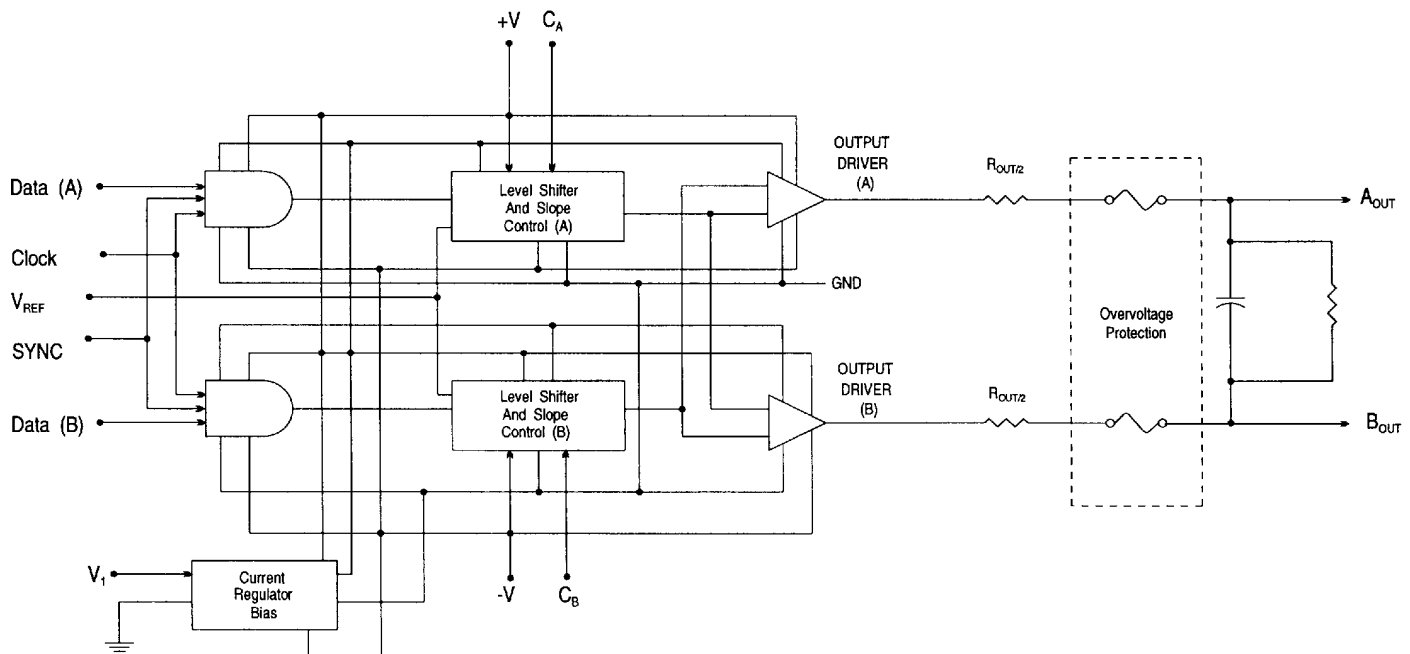 +V
C_A
Data (A)
Clock
V_REF
SYNC
Data (B)
Level Shifter
And Slope
Control (A)
OUTPUT
DRIVER
(A)
R_OUT/2
A_OUT
GND
Overvoltage
Protection
Level Shifter
And Slope
Control (B)
OUTPUT
DRIVER
(B)
R_OUT/2
B_OUT
V_1
Current
Regulator
Bias
-V
C_B